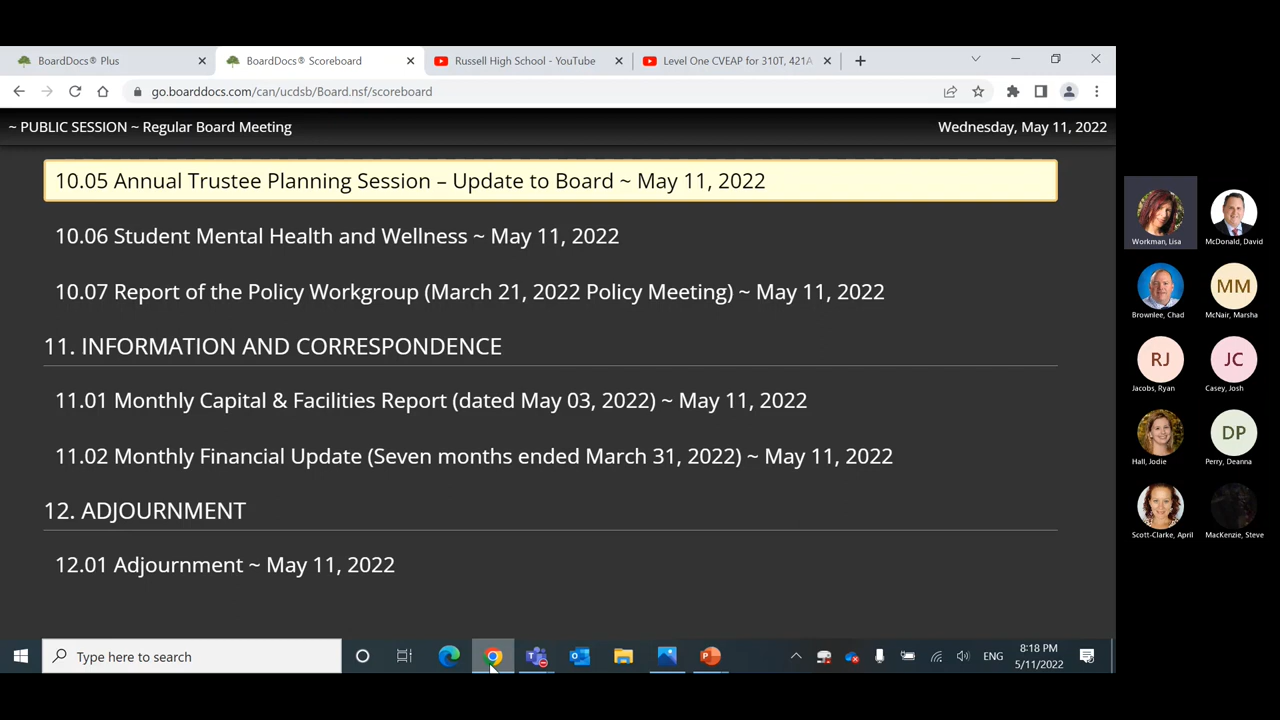 BoardDocs® Plus
BoardDocs® Scoreboard
Russell High School - YouTube
Level One CVEAP for 310T, 421A
go.boarddocs.com/can/ucdsb/Board.nsf/scoreboard
~ PUBLIC SESSION ~ Regular Board Meeting
Wednesday, May 11, 2022
10.05 Annual Trustee Planning Session – Update to Board ~ May 11, 2022
10.06 Student Mental Health and Wellness ~ May 11, 2022
10.07 Report of the Policy Workgroup (March 21, 2022 Policy Meeting) ~ May 11, 2022
11. INFORMATION AND CORRESPONDENCE
11.01 Monthly Capital & Facilities Report (dated May 03, 2022) ~ May 11, 2022
11.02 Monthly Financial Update (Seven months ended March 31, 2022) ~ May 11, 2022
12. ADJOURNMENT
12.01 Adjournment ~ May 11, 2022
Workman, Lisa
McDonald, David
Brownlee, Chad
MM
McNair, Marsha
RJ
Jacobs, Ryan
JC
Casey, Josh
Hall, Jodie
DP
Perry, Deanna
Scott-Clarke, April
MacKenzie, Steve
Type here to search
ENG
8:18 PM
5/11/2022